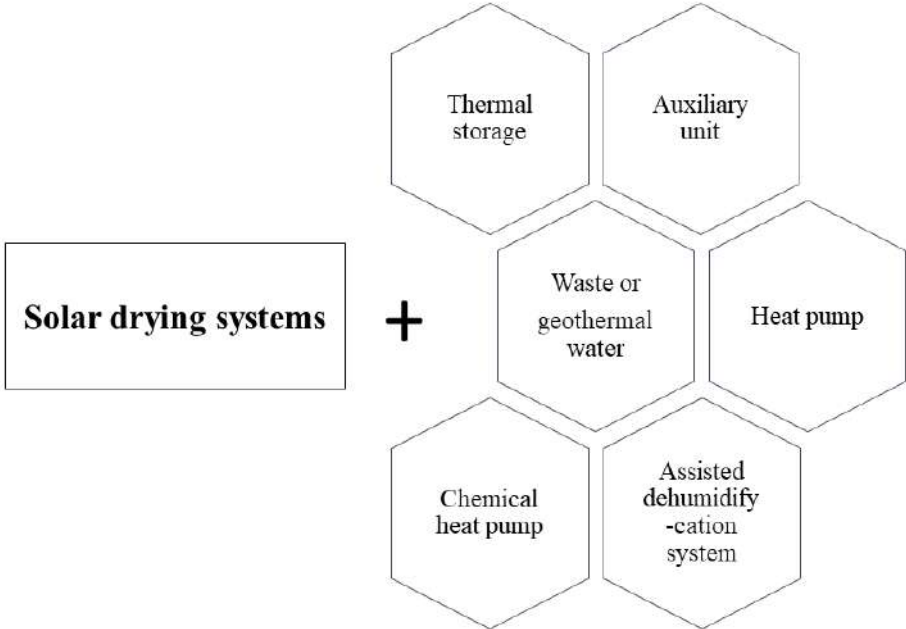 Thermal
storage
Auxiliary
unit
Solar drying systems
+
Waste or
geothermal
water
Heat pump
Chemical
heat pump
Assisted
dehumidify
-cation
system